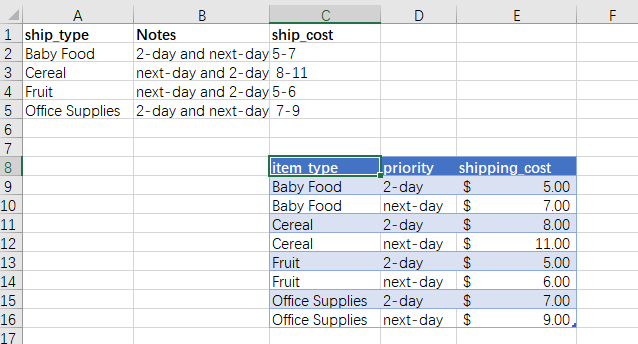 A B C D E F
1 ship_type Notes ship_cost
2 Baby Food 2-day and next-day 5-7
3 Cereal next-day and 2-day 8-11
4 Fruit next-day and 2-day 5-6
5 Office Supplies 2-day and next-day 7-9
6
7
8 item_type priority shipping_cost
9 Baby Food 2-day $ 5.00
10 Baby Food next-day $ 7.00
11 Cereal 2-day $ 8.00
12 Cereal next-day $ 11.00
13 Fruit 2-day $ 5.00
14 Fruit next-day $ 6.00
15 Office Supplies 2-day $ 7.00
16 Office Supplies next-day $ 9.00
17